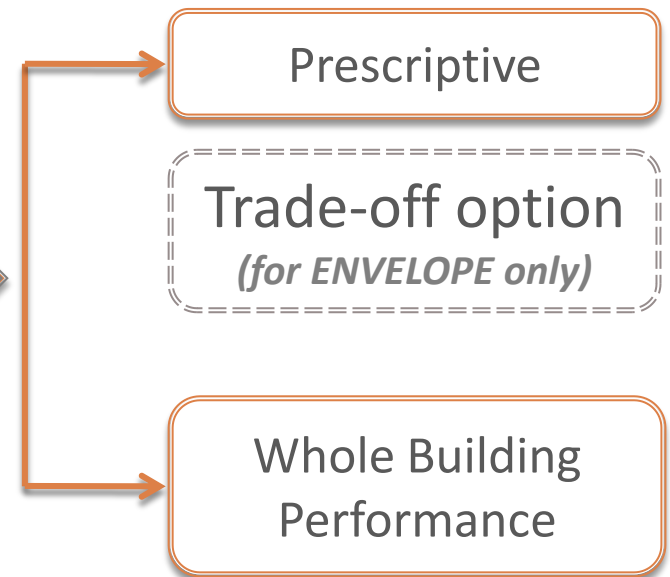 Prescriptive
Trade-off option
(for ENVELOPE only)
Whole Building
Performance